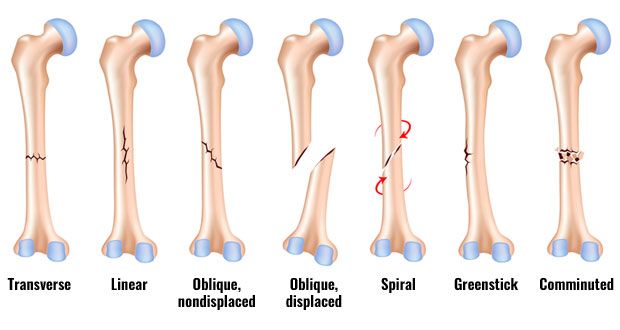 Transverse
Linear
Oblique,
nondisplaced
Oblique,
displaced
Spiral
Greenstick
Comminuted